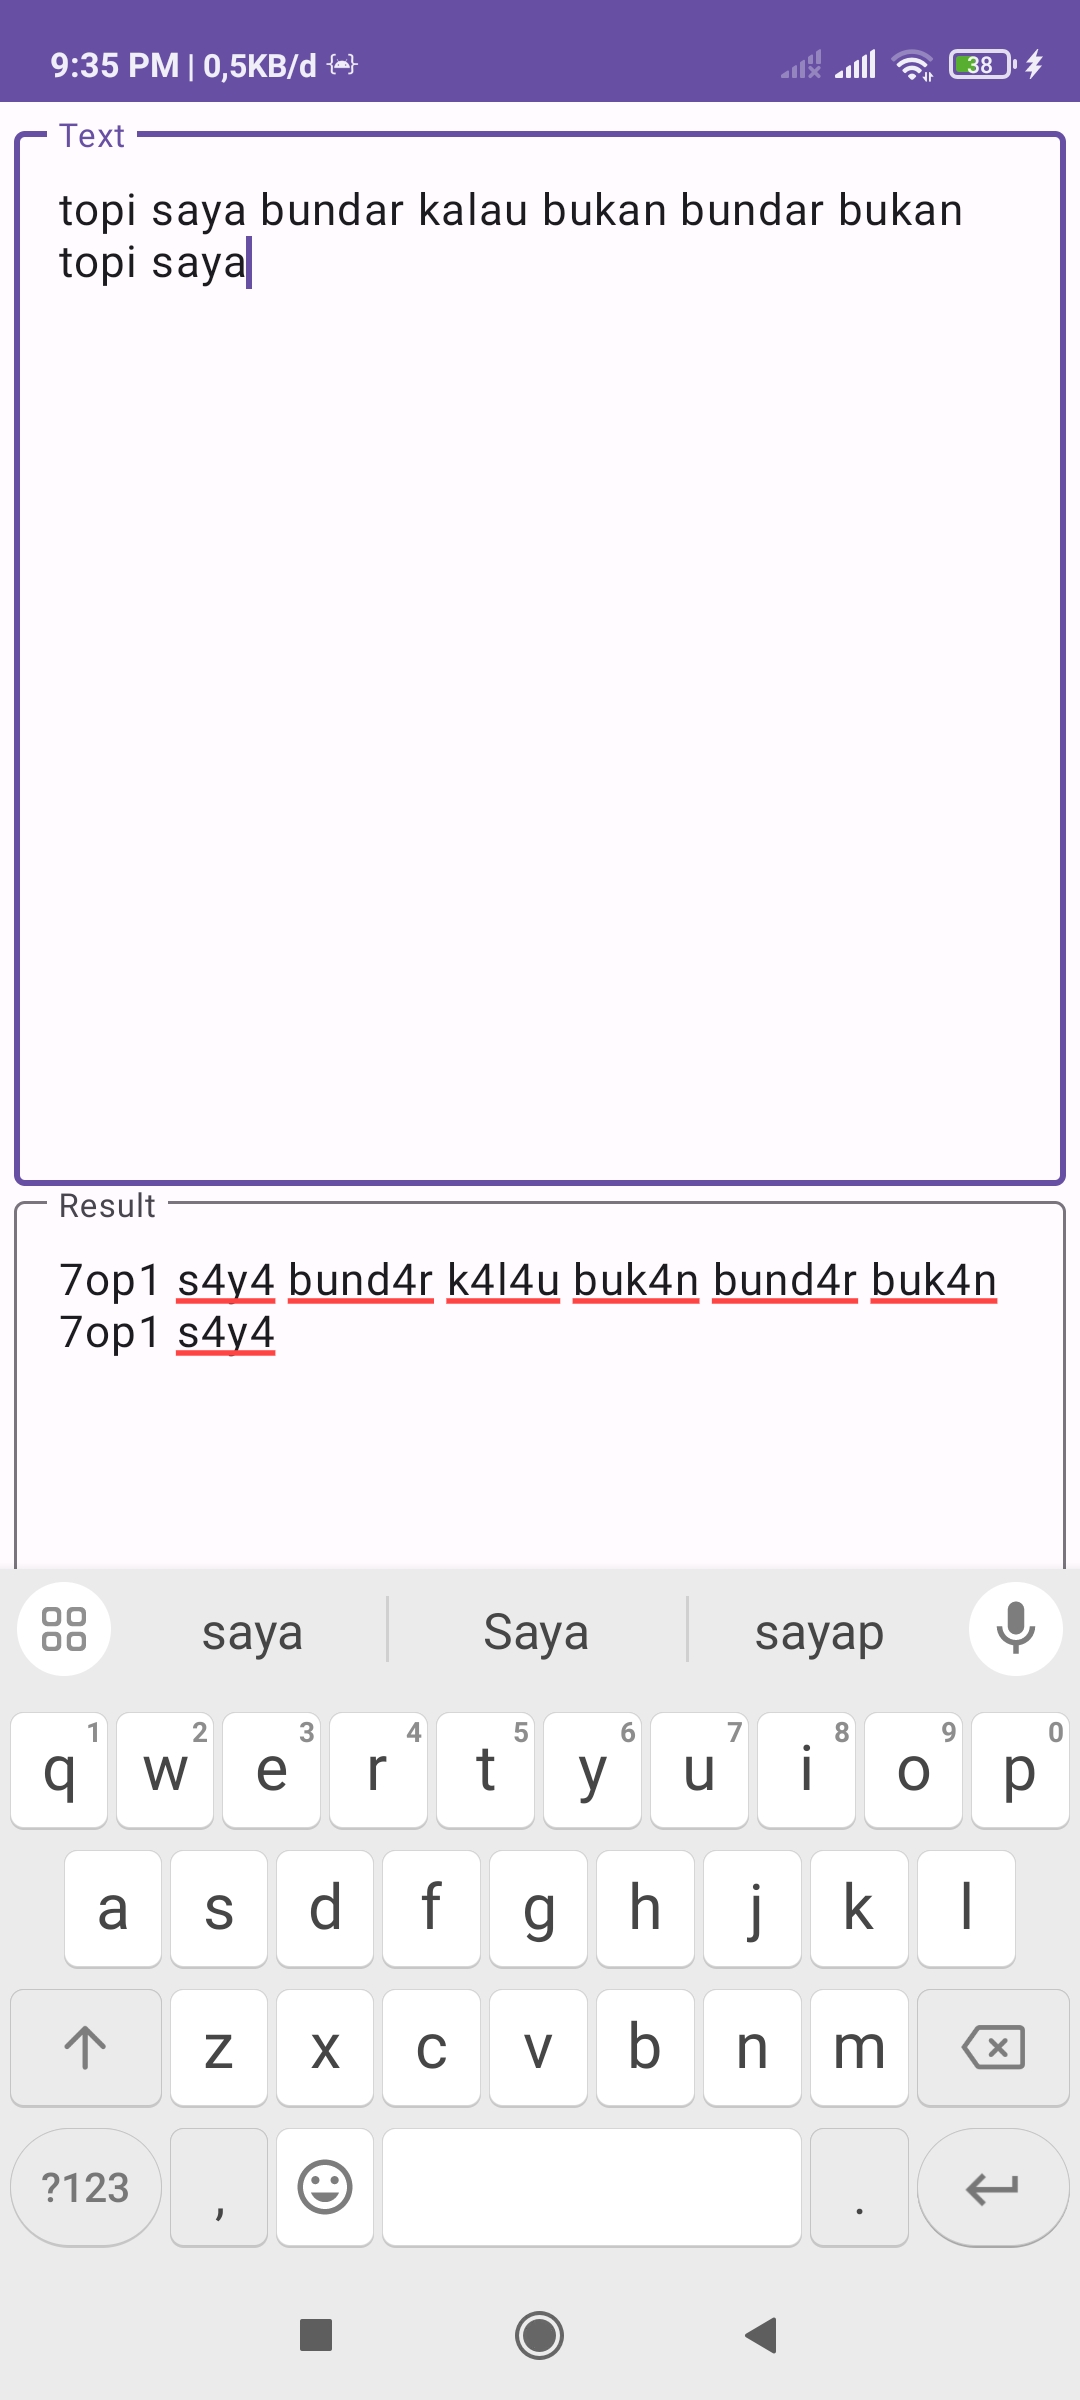 9:35 PM | 0,5KB/d 38
Text
topi saya bundar kalau bukan bundar bukan
topi saya
Result
7op1 s4y4 bund4r k4l4u buk4n bund4r buk4n
7op1 s4y4
saya Saya sayap
1 2 3 4 5 6 7 8 9 0
q w e r t y u i o p
a s d f g h j k l
z x c v b n m
?123 , .